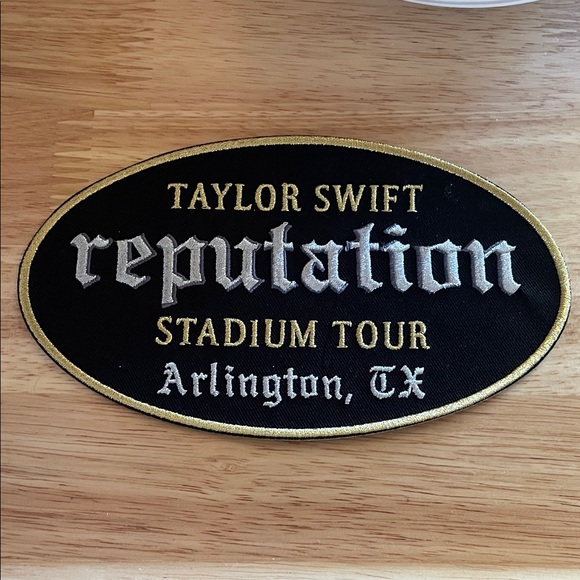 TAYLOR SWIFT
reputation
STADIUM TOUR
Arlington, TX